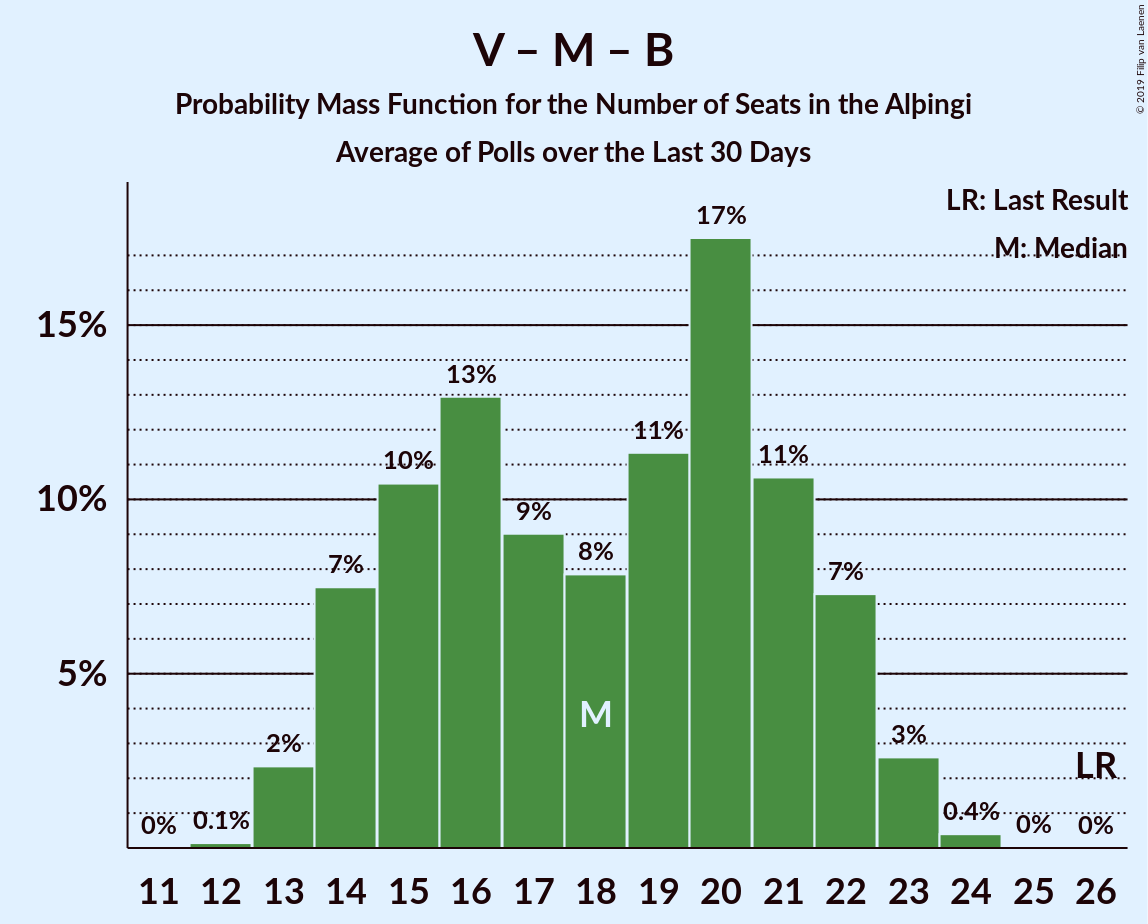 V – M – B
Probability Mass Function for the Number of Seats in the Alþingi
Average of Polls over the Last 30 Days
© 2019 Filip van Laenen
LR: Last Result
M: Median
15%
10%
5%
0%
0.1%
2%
7%
10%
13%
9%
8%
11%
17%
11%
7%
3%
0.4%
0%
0%
M
LR
11 12 13 14 15 16 17 18 19 20 21 22 23 24 25 26